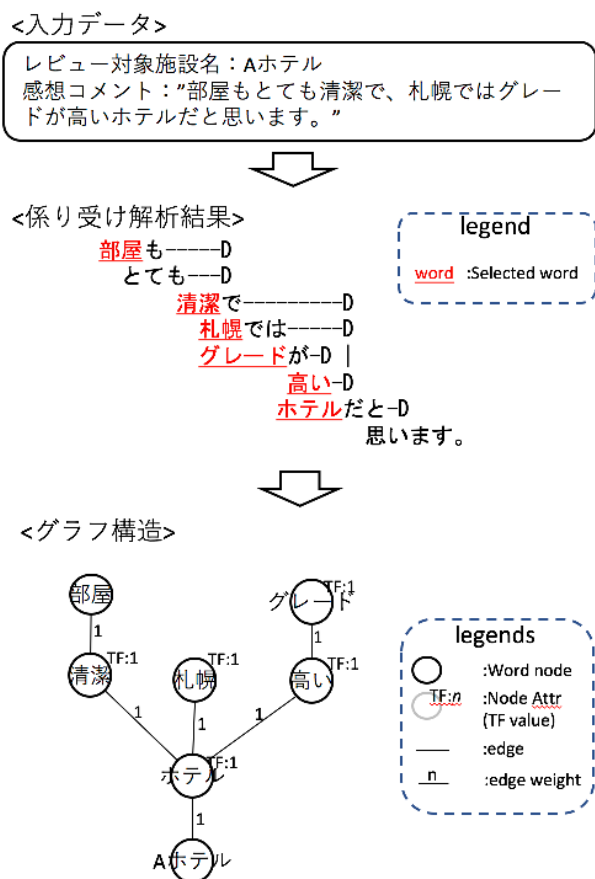 <入力データ>
レビュー対象施設名：Aホテル
感想コメント：”部屋もとても清潔で、札幌ではグレー
ドが高いホテルだと思います。”
<係り受け解析結果>
部屋も-----D
とても---D
清潔で---------D
札幌では-----D
グレードが-D |
高い-D
ホテルだと-D
思います。
legend
word :Selected word
<グラフ構造>
部屋
グレード TF:1
1
1
清潔 TF:1
札幌 TF:1
高い TF:1
1
1
1
ホテル TF:1
1
Aホテル
legends
:Word node
TF:n :Node Attr
(TF value)
:edge
n :edge weight